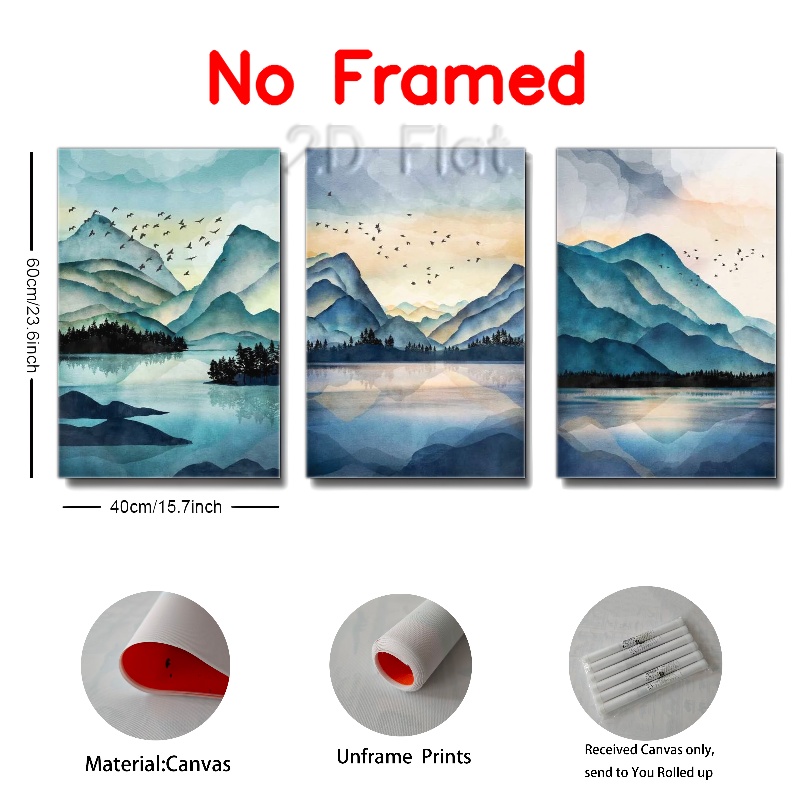 No Framed
2D Flat
60cm/23.6inch
40cm/15.7inch
Material:Canvas
Unframe Prints
Received Canvas only,
send to You Rolled up